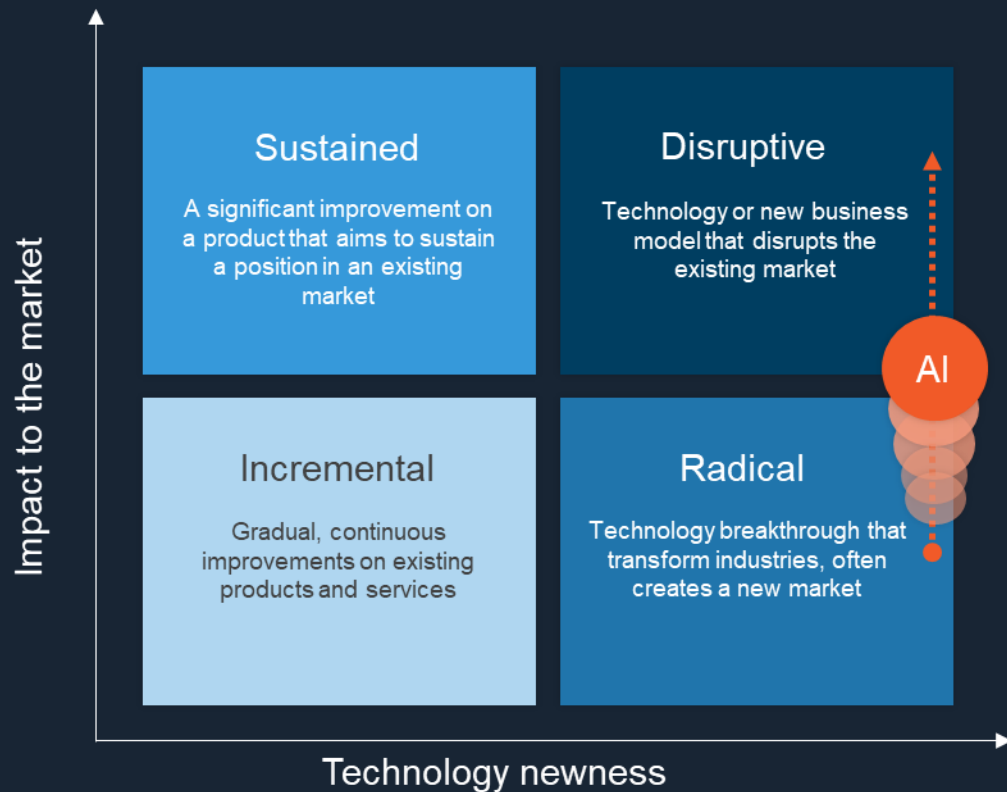 Impact to the market
Sustained
A significant improvement on
a product that aims to sustain
a position in an existing
market
Disruptive
Technology or new business
model that disrupts the
existing market
AI
Incremental
Gradual, continuous
improvements on existing
products and services
Radical
Technology breakthrough that
transform industries, often
creates a new market
Technology newness